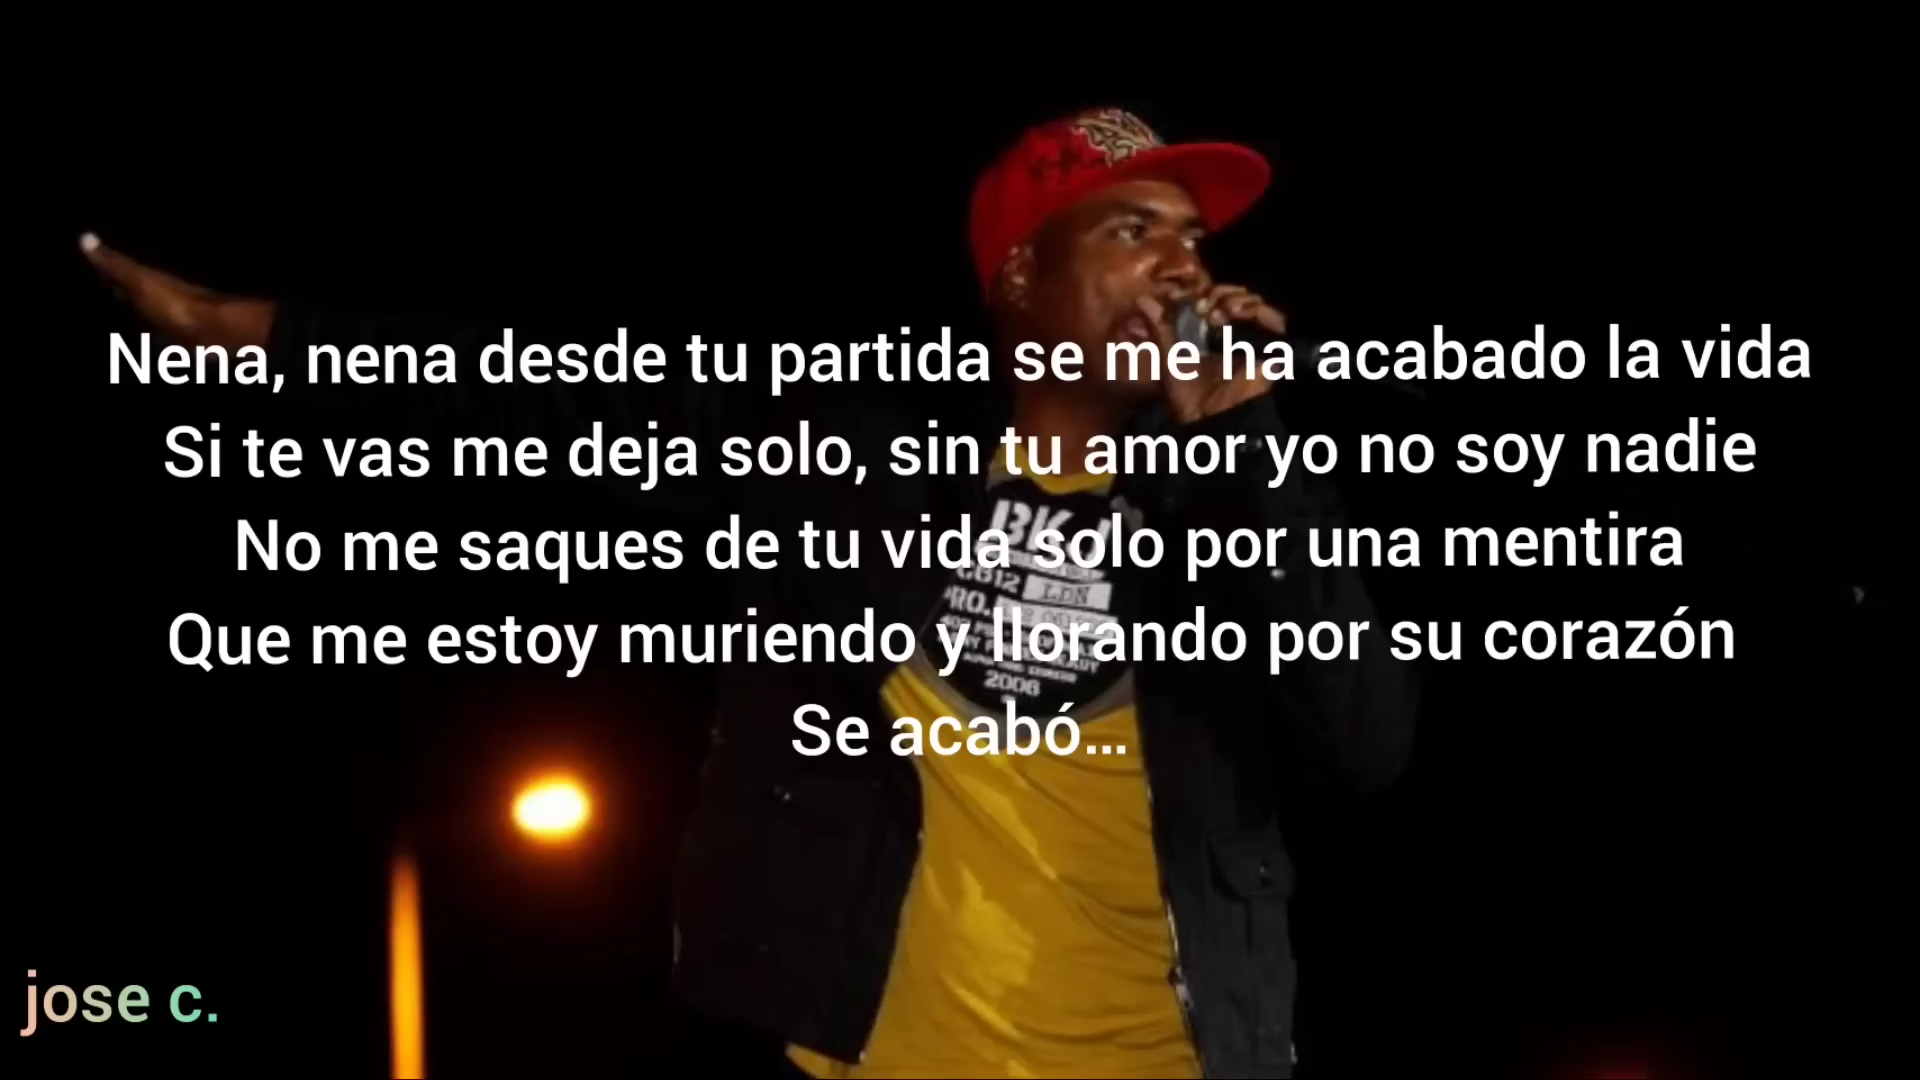 Nena, nena desde tu partida se me ha acabado la vida
Si te vas me deja solo, sin tu amor yo no soy nadie
No me saques de tu vida solo por una mentira
Que me estoy muriendo y llorando por su corazón
Se acabó...
LDN
2006
jose c.